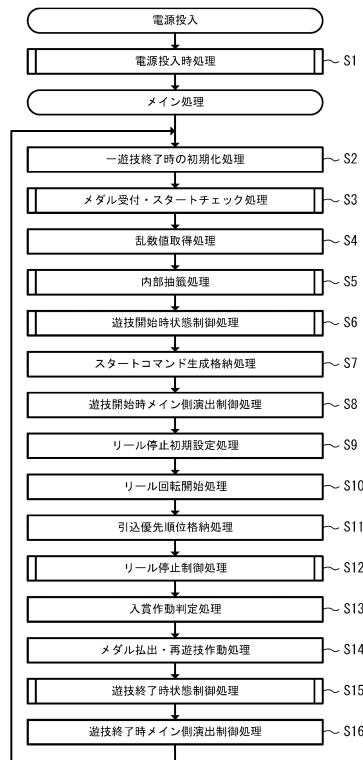 電源投入
電源投入時処理 S1
メイン処理
一遊技終了時の初期化処理 S2
メダル受付・スタートチェック処理 S3
乱数値取得処理 S4
内部抽籤処理 S5
遊技開始時状態制御処理 S6
スタートコマンド生成格納処理 S7
遊技開始時メイン側演出制御処理 S8
リール停止初期設定処理 S9
リール回転開始処理 S10
引込優先順位格納処理 S11
リール停止制御処理 S12
入賞作動判定処理 S13
メダル払出・再遊技作動処理 S14
遊技終了時状態制御処理 S15
遊技終了時メイン側演出制御処理 S16